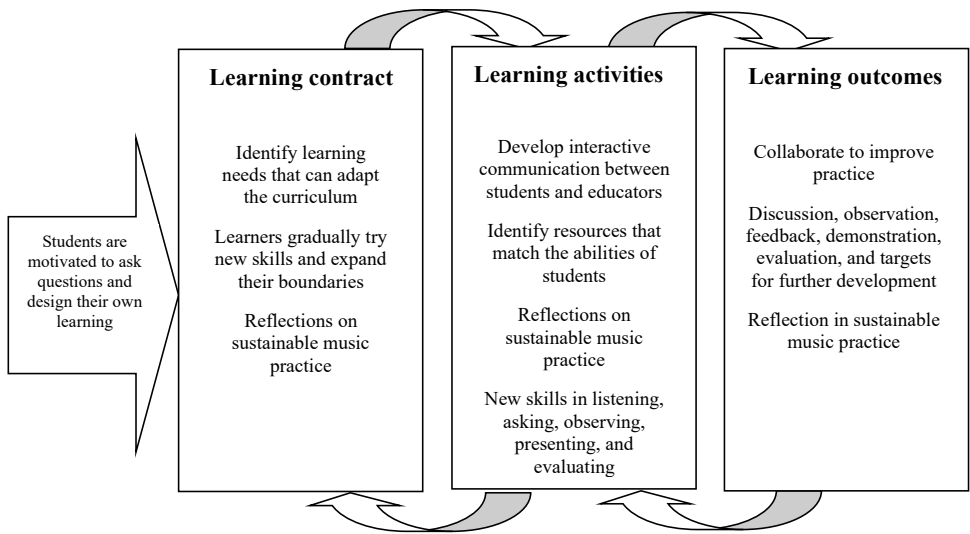 Students are
motivated to ask
questions and
design their own
learning
Learning contract
Identify learning
needs that can adapt
the curriculum
Learners gradually try
new skills and expand
their boundaries
Reflections on
sustainable music
practice
Learning activities
Develop interactive
communication between
students and educators
Identify resources that
match the abilities of
students
Reflections on
sustainable music
practice
New skills in listening,
asking, observing,
presenting, and
evaluating
Learning outcomes
Collaborate to improve
practice
Discussion, observation,
feedback, demonstration,
evaluation, and targets
for further development
Reflection in sustainable
music practice